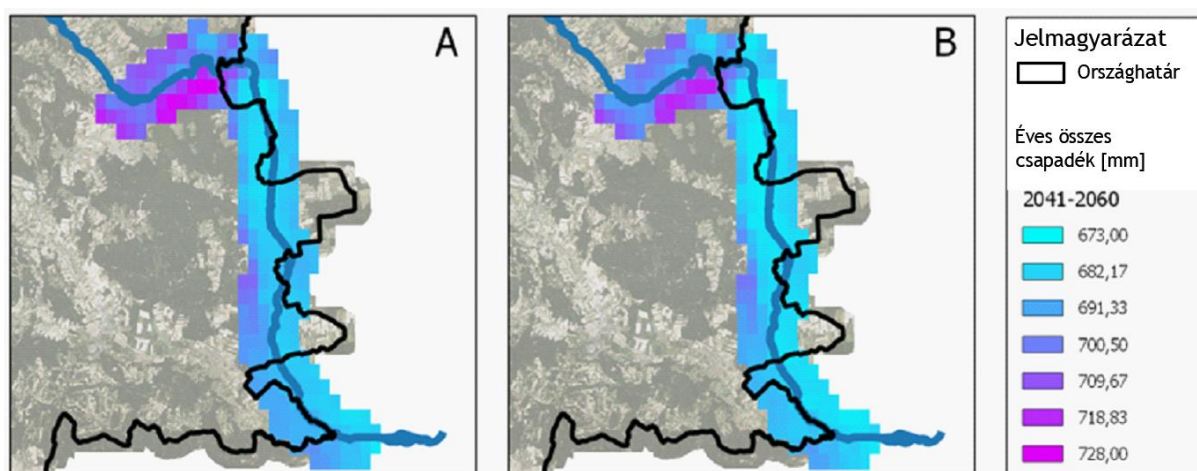 A
B
Jelmagyarázat
Országhatár
Éves összes
csapadék [mm]
2041-2060
673,00
682,17
691,33
700,50
709,67
718,83
728,00